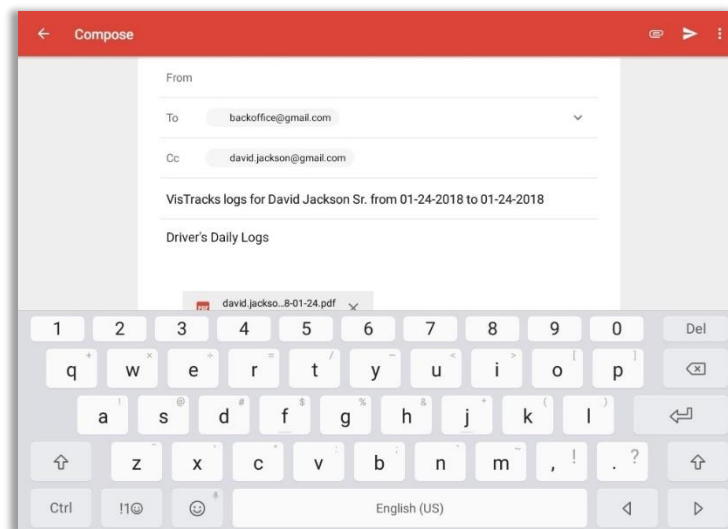 Compose
From
To backoffice@gmail.com
Cc david.jackson@gmail.com
VisTracks logs for David Jackson Sr. from 01-24-2018 to 01-24-2018
Driver's Daily Logs
PDF david.jackso...8-01-24.pdf
1 2 3 4 5 6 7 8 9 0 Del
q + w × e ÷ r = t / y – u < i > o [ p ]
a ! s @ d # f $ g % h & j + k ( l )
z x c v b n m , ! . ?
Ctrl !1☺ English (US)